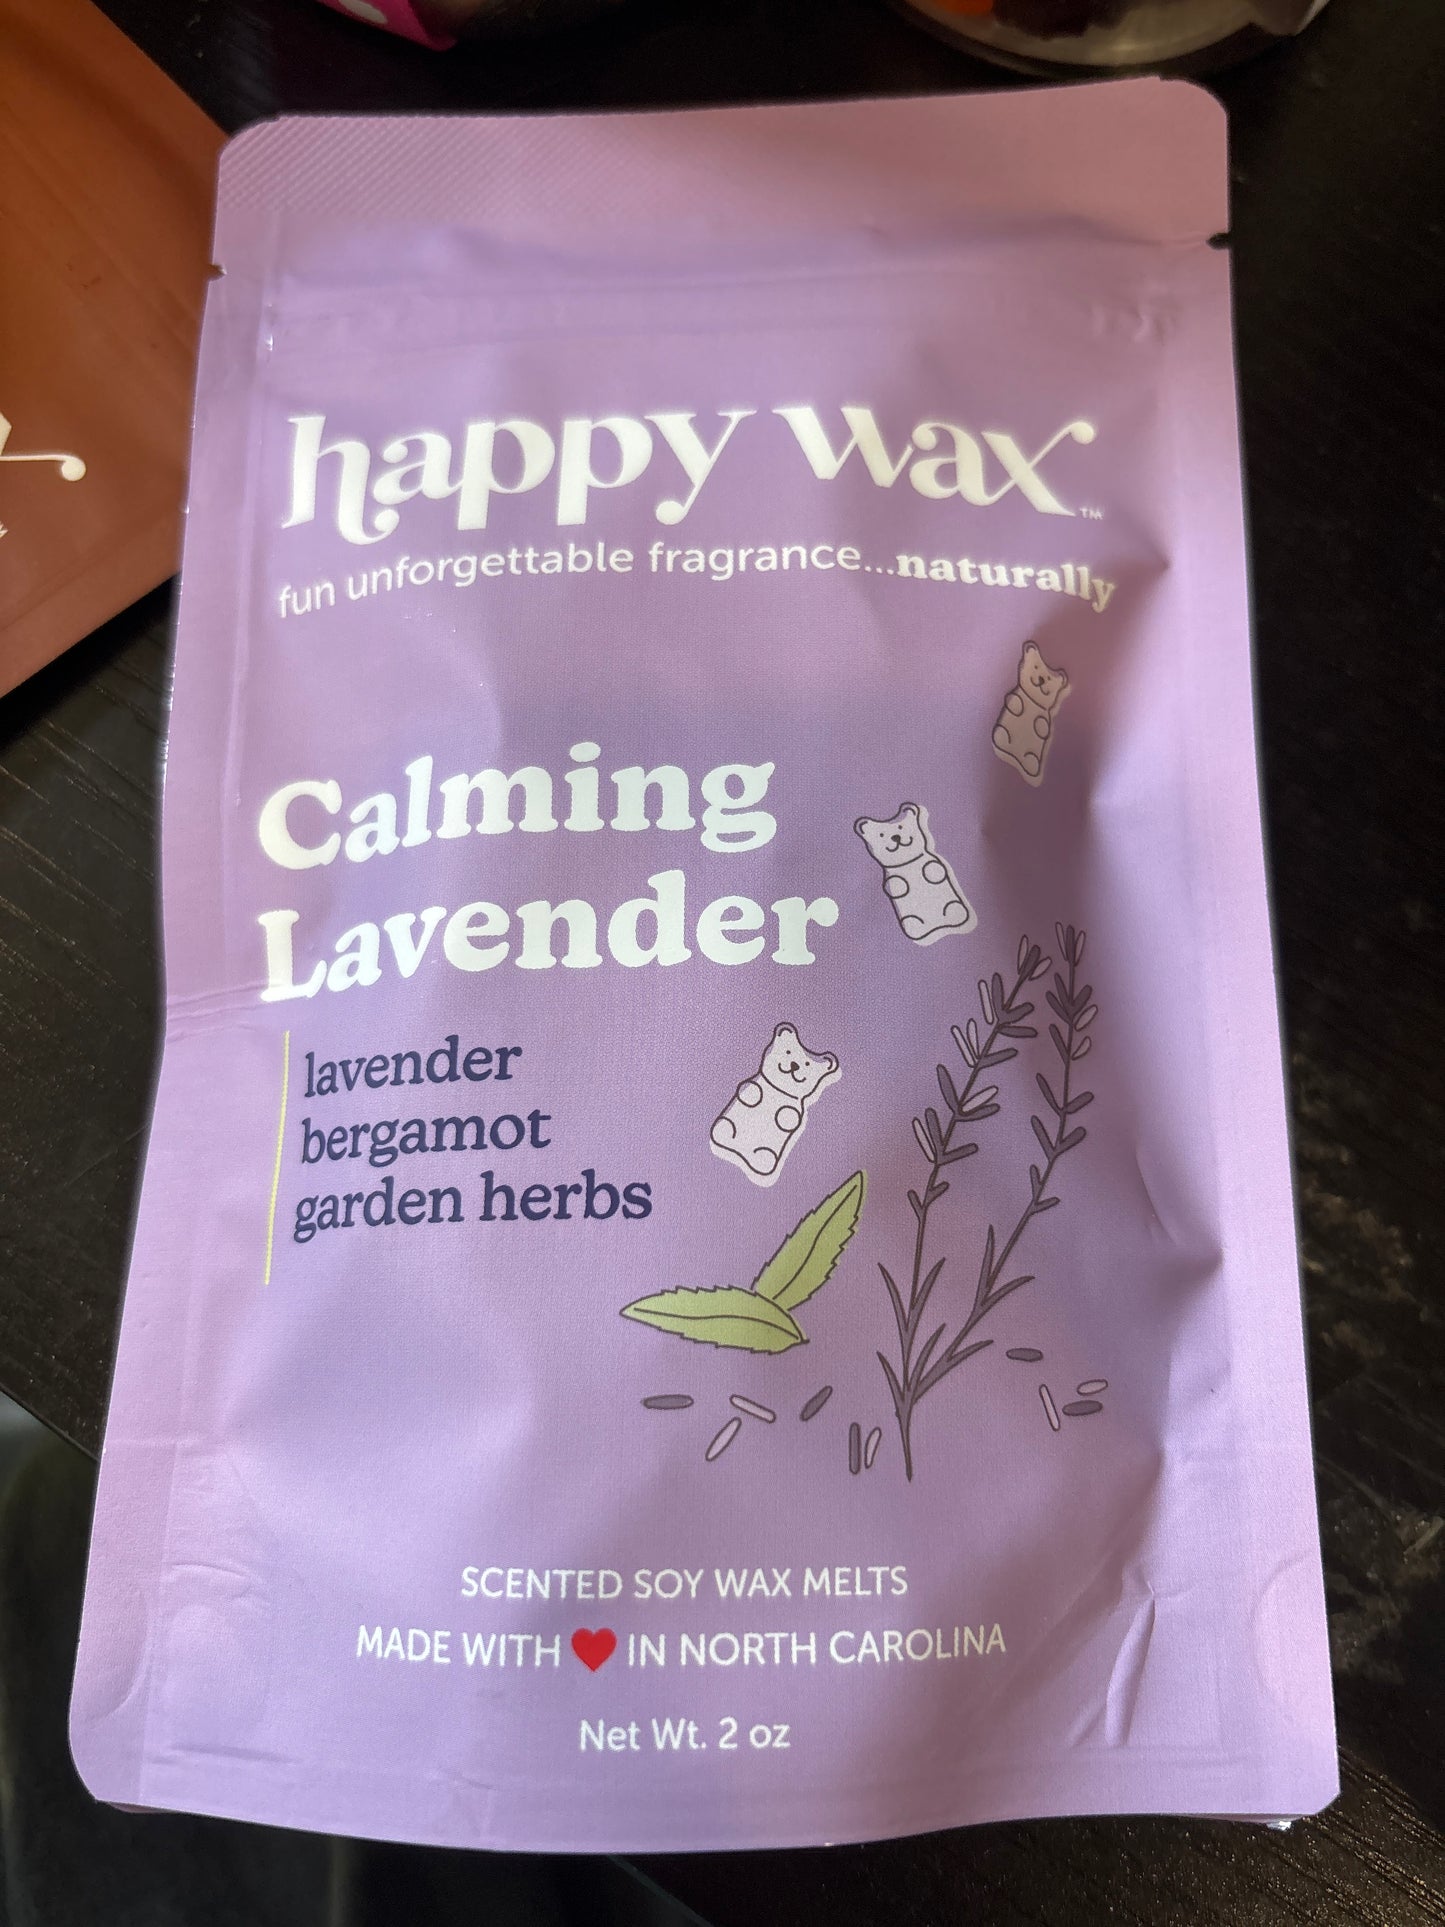 happy wax™
fun unforgettable fragrance...naturally
Calming
Lavender
lavender
bergamot
garden herbs
SCENTED SOY WAX MELTS
MADE WITH ❤ IN NORTH CAROLINA
Net Wt. 2 oz